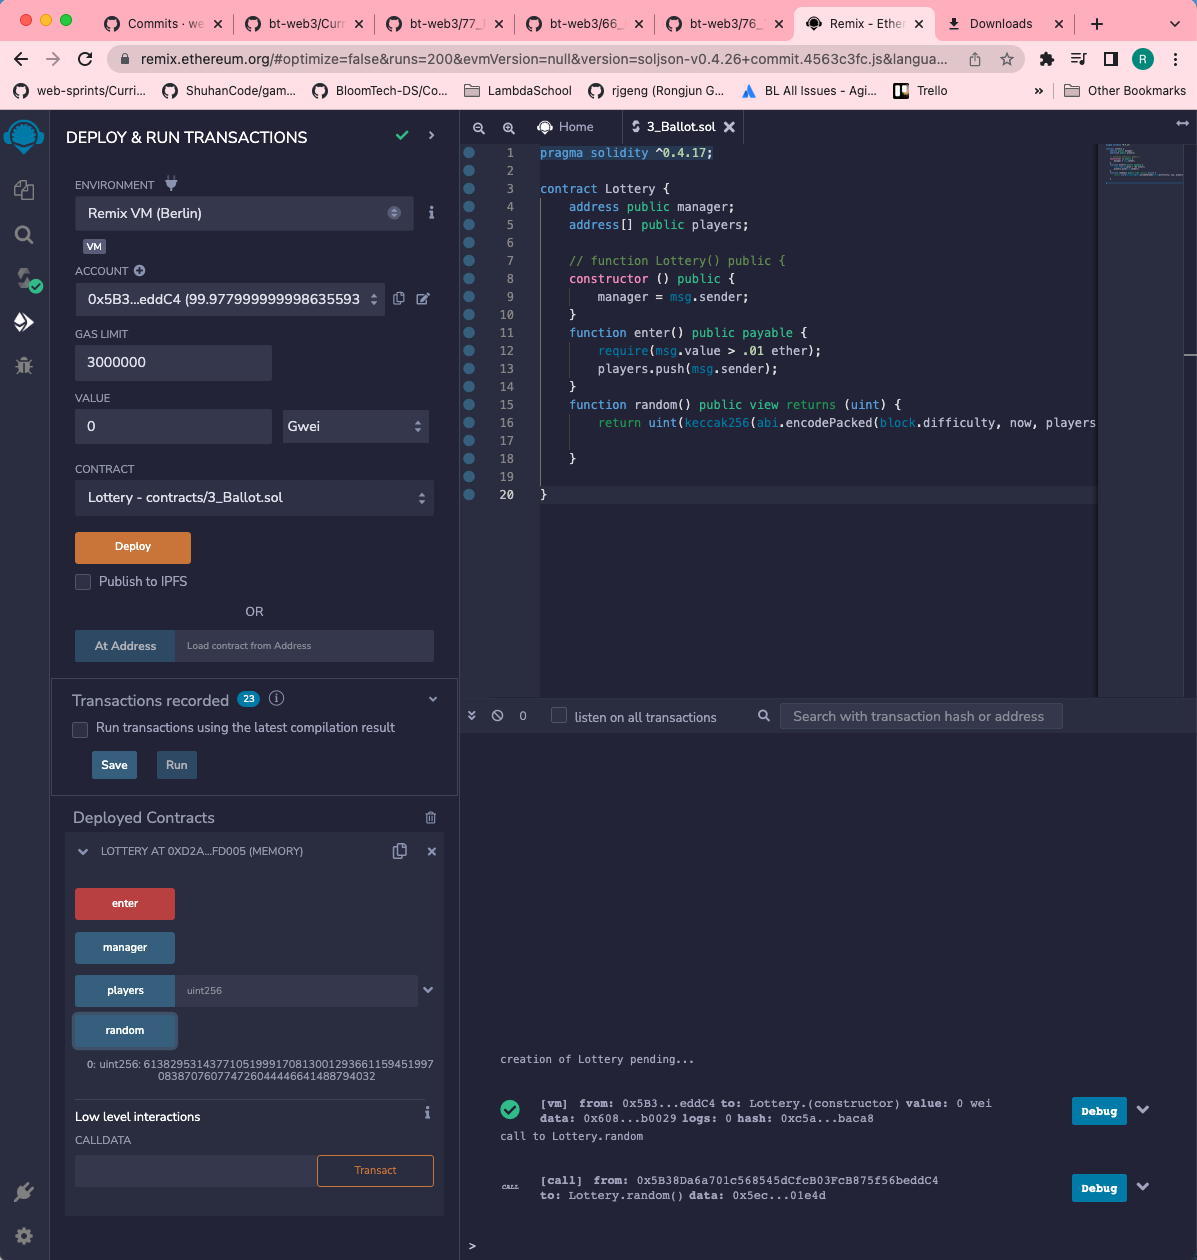 Commits · we
bt-web3/Curr
bt-web3/77_
bt-web3/66_
bt-web3/76_
Remix - Ether
Downloads
remix.ethereum.org/#optimize=false&runs=200&evmVersion=null&version=soljson-v0.4.26+commit.4563c3fc.js&langua...
R
web-sprints/Curri...
ShuhanCode/gam...
BloomTech-DS/Co...
LambdaSchool
rjgeng (Rongjun G...
BL All Issues - Agi...
Trello
»
Other Bookmarks
DEPLOY & RUN TRANSACTIONS
ENVIRONMENT
Remix VM (Berlin)
VM
ACCOUNT
0x5B3...eddC4 (99.977999999998635593
GAS LIMIT
3000000
VALUE
0
Gwei
CONTRACT
Lottery - contracts/3_Ballot.sol
Deploy
Publish to IPFS
OR
At Address
Load contract from Address
Transactions recorded 23
Run transactions using the latest compilation result
Save
Run
Deployed Contracts
LOTTERY AT 0XD2A...FD005 (MEMORY)
enter
manager
players
uint256
random
0: uint256: 61382953143771051999170813001293661159451997
083870760774726044446641488794032
Low level interactions
CALLDATA
Transact
Home
3_Ballot.sol
1 pragma solidity ^0.4.17;
2
3 contract Lottery {
4 address public manager;
5 address[] public players;
6
7 // function Lottery() public {
8 constructor () public {
9 manager = msg.sender;
10 }
11 function enter() public payable {
12 require(msg.value > .01 ether);
13 players.push(msg.sender);
14 }
15 function random() public view returns (uint) {
16 return uint(keccak256(abi.encodePacked(block.difficulty, now, players
17
18 }
19
20 }
0
listen on all transactions
Search with transaction hash or address
creation of Lottery pending...
[vm] from: 0x5B3...eddC4 to: Lottery.(constructor) value: 0 wei
data: 0x608...b0029 logs: 0 hash: 0xc5a...baca8
Debug
call to Lottery.random
CALL
[call] from: 0x5B38Da6a701c568545dCfcB03FcB875f56beddC4
to: Lottery.random() data: 0x5ec...01e4d
Debug
>